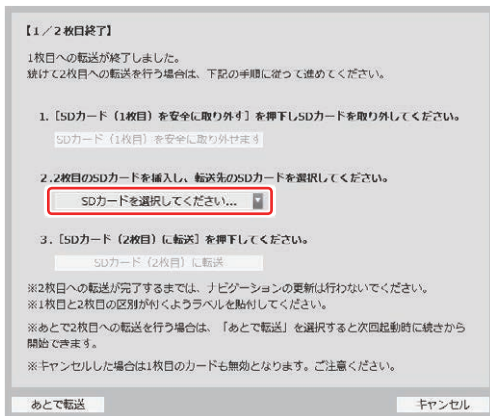 【1/2枚目終了】
1枚目への転送が終了しました。
続けて2枚目への転送を行う場合は、下記の手順に従って進めてください。
1.［SDカード（1枚目）を安全に取り外す］を押下しSDカードを取り外してください。
SDカード（1枚目）を安全に取り外せます
2.2枚目のSDカードを挿入し、転送先のSDカードを選択してください。
SDカードを選択してください...
3.［SDカード（2枚目）に転送］を押下してください。
SDカード（2枚目）に転送
※2枚目への転送が完了するまでは、ナビゲーションの更新は行わないでください。
※1枚目と2枚目の区別が付くようラベルを貼付してください。
※あとで2枚目への転送を行う場合は、「あとで転送」を選択すると次回起動時に続きから
開始できます。
※キャンセルした場合は1枚目のカードも無効となります。ご注意ください。
あとで転送
キャンセル